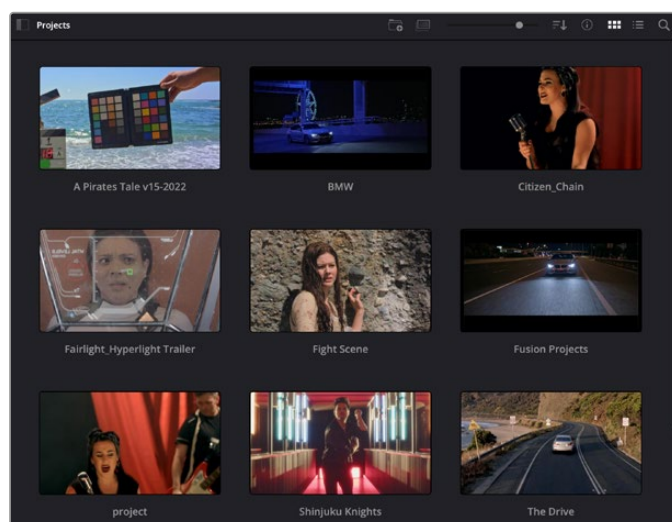 Projects
A Pirates Tale v15-2022
BMW
Citizen_Chain
Fairlight_Hyperlight Trailer
Fight Scene
Fusion Projects
project
Shinjuku Knights
The Drive